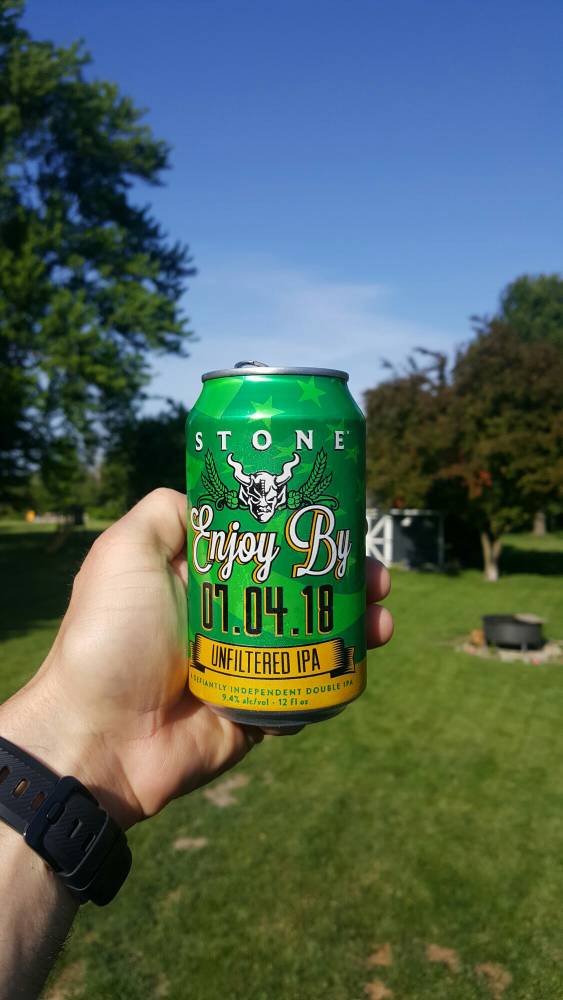 STONE
Enjoy By
07.04.18
UNFILTERED IPA
DEFIANTLY INDEPENDENT DOUBLE IPA
9.4% alc/vol · 12 fl oz